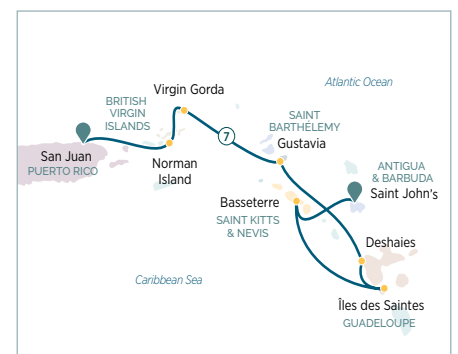 Atlantic Ocean
Virgin Gorda
BRITISH
VIRGIN
ISLANDS
7
SAINT
BARTHÉLEMY
Gustavia
San Juan
PUERTO RICO
Norman
Island
ANTIGUA
& BARBUDA
Saint John's
Basseterre
SAINT KITTS
& NEVIS
Deshaies
Caribbean Sea
Îles des Saintes
GUADELOUPE